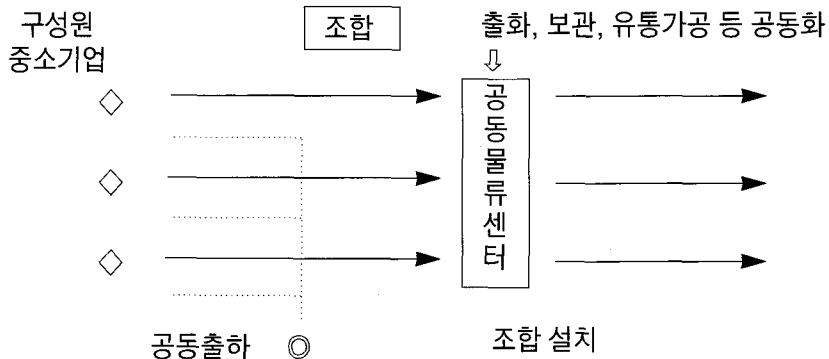 구성원
중소기업
조합
출화, 보관, 유통가공 등 공동화
공동물류센터
공동출하
조합 설치